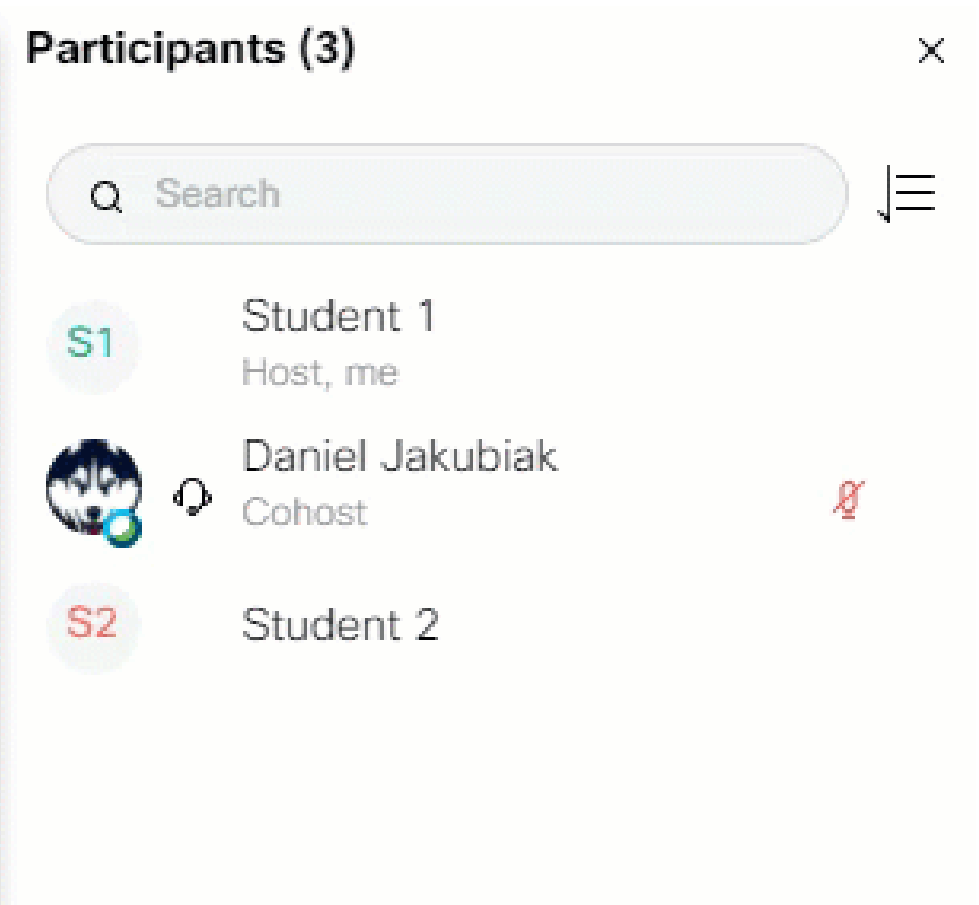 Participants (3)
Search
S1
Student 1
Host, me
Daniel Jakubiak
Cohost
S2
Student 2